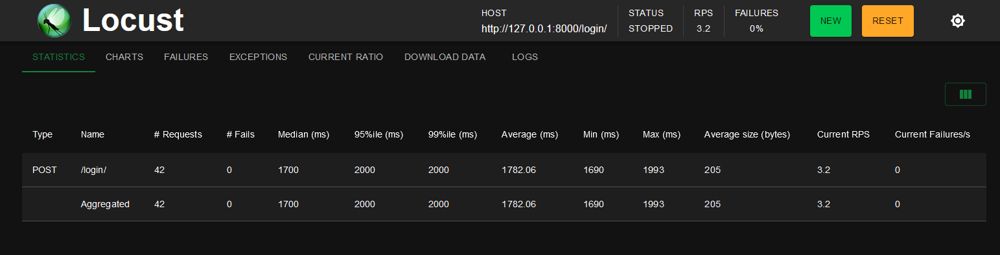 Locust
HOST
http://127.0.0.1:8000/login/
STATUS
STOPPED
RPS
3.2
FAILURES
0%
NEW
RESET
STATISTICS CHARTS FAILURES EXCEPTIONS CURRENT RATIO DOWNLOAD DATA LOGS
Type Name # Requests # Fails Median (ms) 95%ile (ms) 99%ile (ms) Average (ms) Min (ms) Max (ms) Average size (bytes) Current RPS Current Failures/s
POST /login/ 42 0 1700 2000 2000 1782.06 1690 1993 205 3.2 0
Aggregated 42 0 1700 2000 2000 1782.06 1690 1993 205 3.2 0